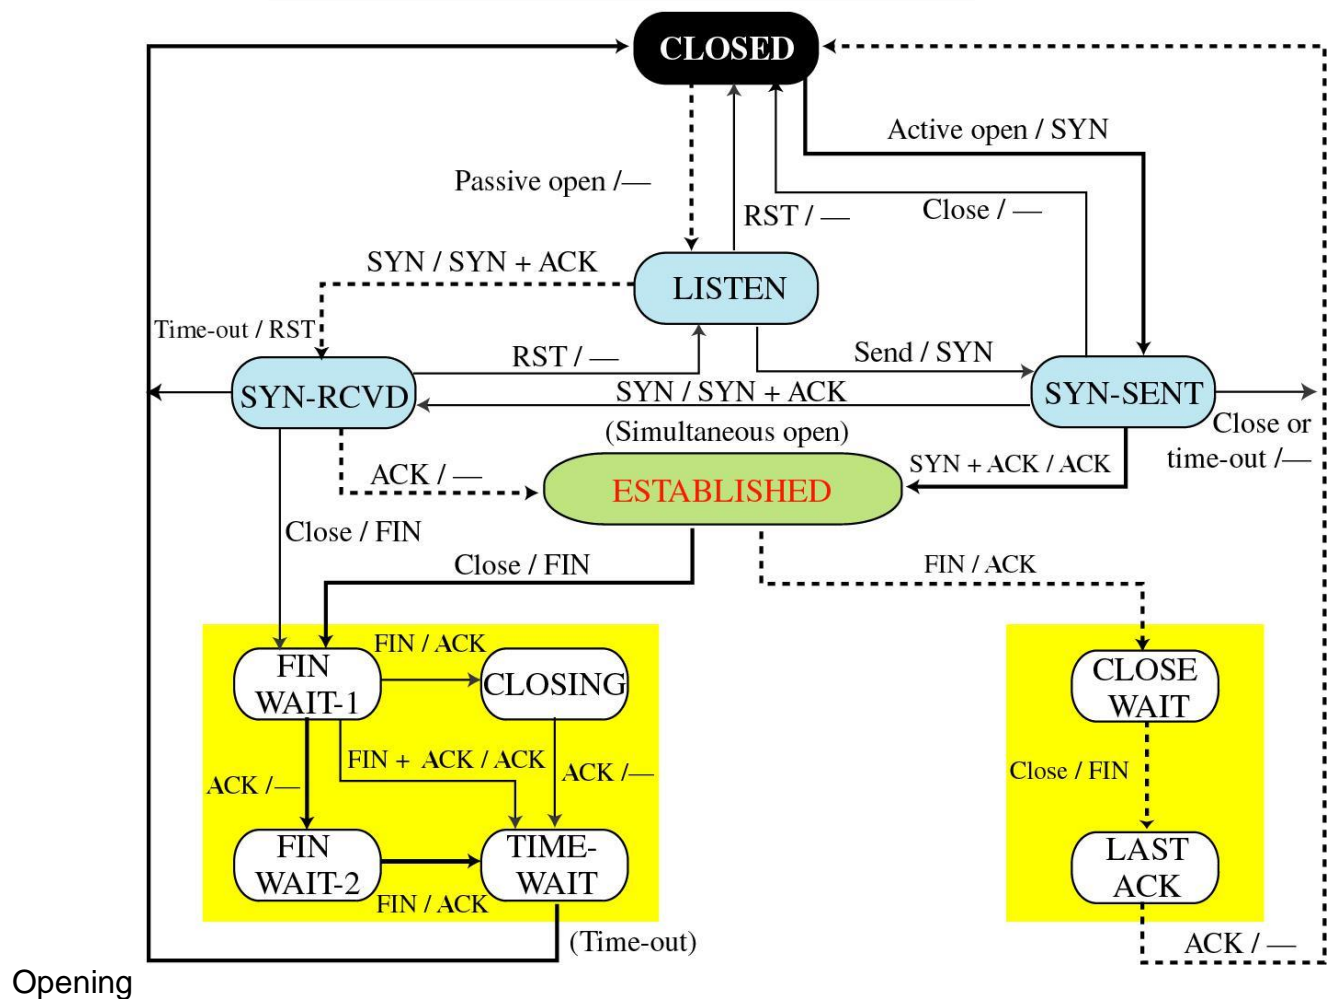 CLOSED
Active open / SYN
Passive open /—
RST / —
Close / —
SYN / SYN + ACK
LISTEN
Time-out / RST
RST / —
Send / SYN
SYN-RCVD
SYN / SYN + ACK
SYN-SENT
(Simultaneous open)
Close or
time-out /—
ACK / —
ESTABLISHED
SYN + ACK / ACK
Close / FIN
Close / FIN
FIN / ACK
FIN
WAIT-1
FIN / ACK
CLOSING
CLOSE
WAIT
FIN + ACK / ACK
ACK /—
ACK /—
Close / FIN
FIN
WAIT-2
TIME-
WAIT
FIN / ACK
LAST
ACK
(Time-out)
ACK / —
Opening